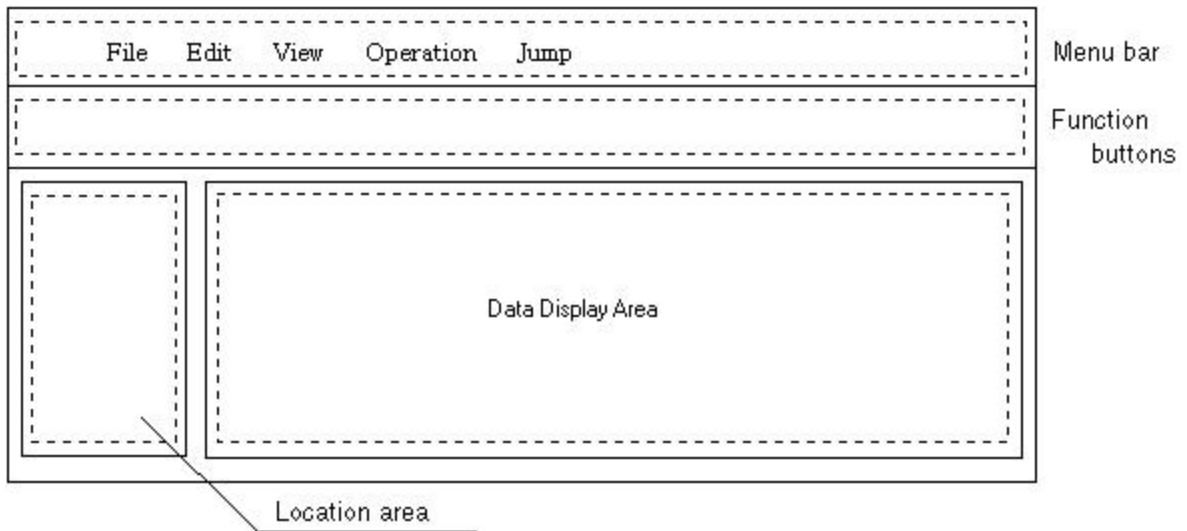 File Edit View Operation Jump
Menu bar
Function
buttons
Data Display Area
Location area